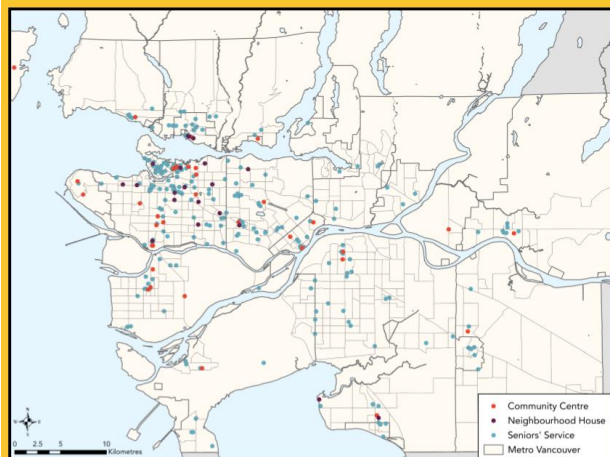 N
Community Centre
Neighbourhood House
Seniors' Service
Metro Vancouver
0 2.5 5 10
Kilometres